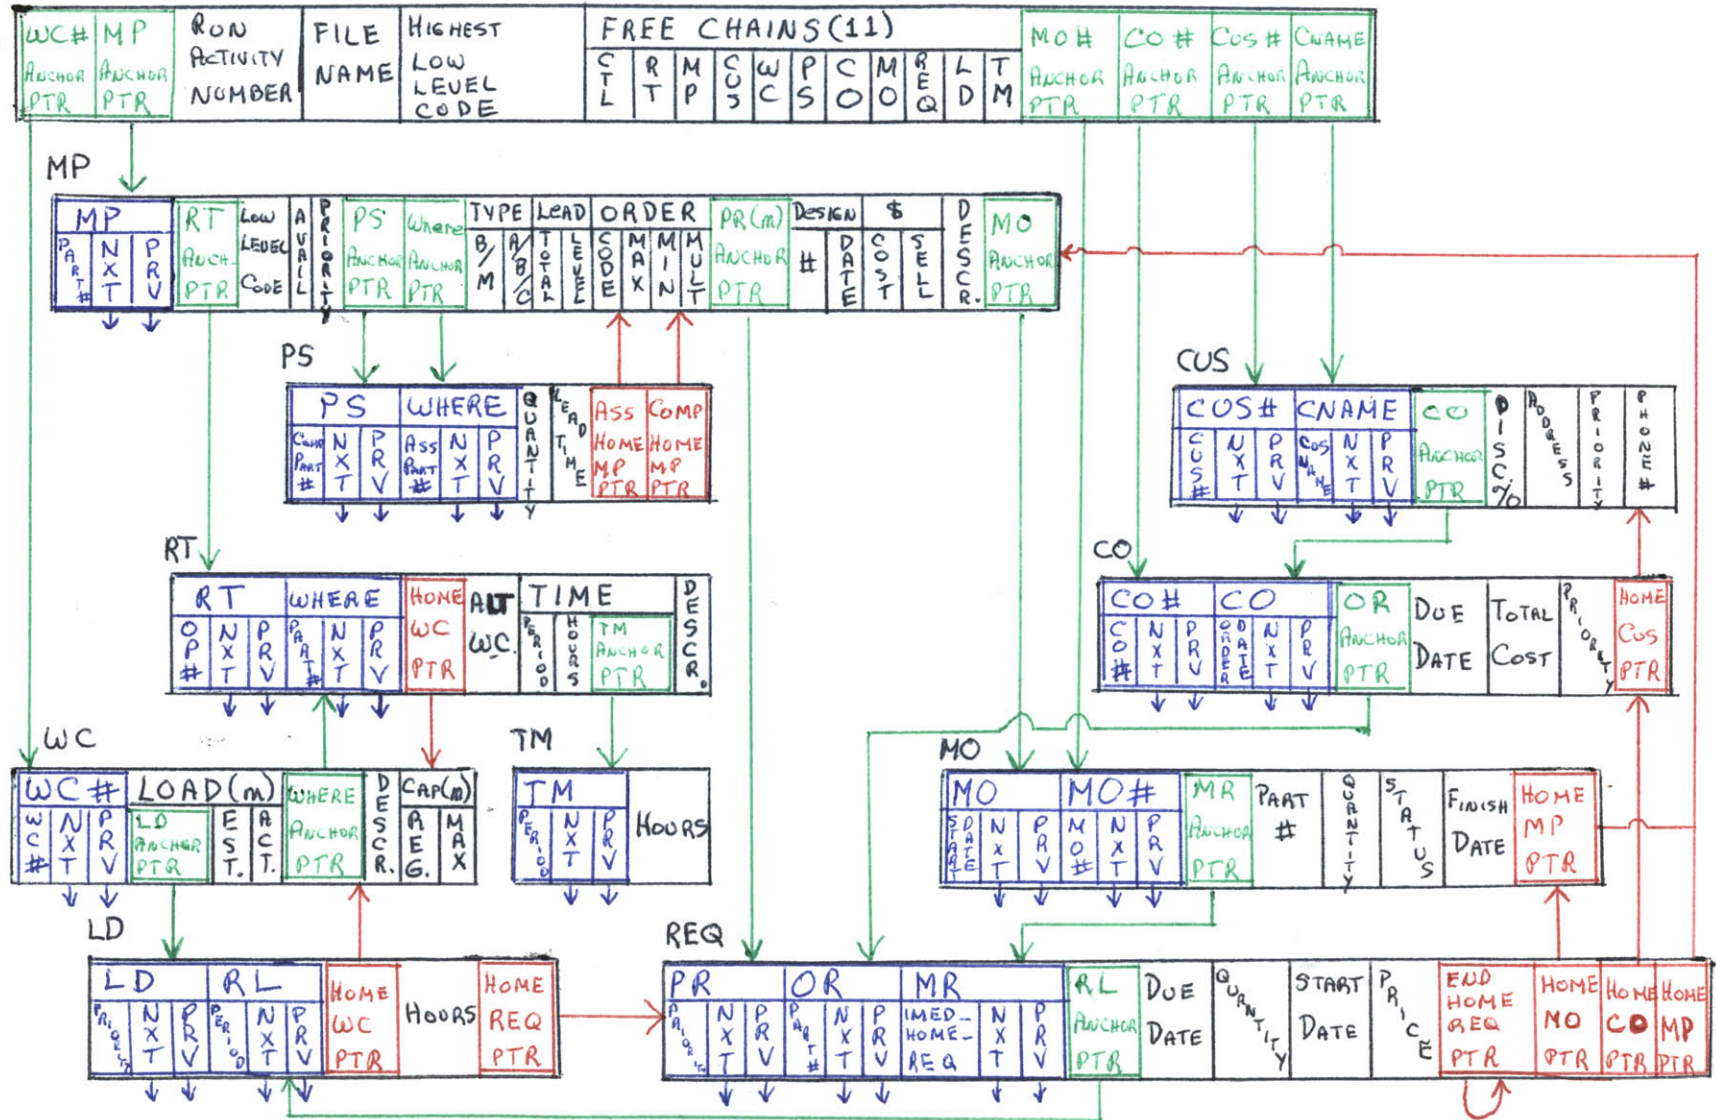 WC# MP RUN FILE HIGHEST FREE CHAINS (11) MO# CO# CUS# CNAME
ANCHOR ANCHOR ACTIVITY NAME LOW CTL RT MP CUS WC PS CO MO REQ LD TM ANCHOR ANCHOR ANCHOR ANCHOR
PTR PTR NUMBER LEVEL PTR PTR PTR PTR
CODE
MP
MP RT LOW AVAIL PRIORITY PS Where TYPE LEAD ORDER PR(m) DESIGN $ DESCR. MO
PART# NXT PRV ANCH. LEVEL ANCHOR ANCHOR B/M A/B/C TOTAL LEVEL CODE MAX MIN MULT ANCHOR # DATE COST SELL ANCHOR
PTR CODE PTR PTR PTR PTR
PS
PS WHERE QUANTITY LEAD TIME ASS COMP
COMP PART # NXT PRV ASS PART # NXT PRV HOME HOME
MP MP
PTR PTR
CUS
CUS# CNAME CO DISC.% ADDRESS PRIORITY PHONE#
CUS# NXT PRV CUS NAME NXT PRV ANCHOR
PTR
RT
RT WHERE HOME ALT TIME DESCR.
OP# NXT PRV PART# NXT PRV WC WC. PERIOD HOURS TM
PTR ANCHOR
PTR
CO
CO# CO OR DUE TOTAL PRIORITY HOME
CO# NXT PRV ORDER DATE NXT PRV ANCHOR DATE COST CUS
PTR PTR
WC
WC# LOAD(m) WHERE DESCR. CAP(m)
WC# NXT PRV LD EST. ACT. ANCHOR REG. MAX
ANCHOR PTR
PTR
TM
TM HOURS
PERIOD NXT PRV
MO
MO MO# MR PART QUANTITY STATUS FINISH HOME
START DATE NXT PRV MO# NXT PRV ANCHOR # DATE MP
PTR PTR
LD
LD RL HOME HOURS HOME
PRIORITY NXT PRV PERIOD NXT PRV WC REQ
PTR PTR
REQ
PR OR MR RL DUE QUANTITY START PRICE END HOME HOME HOME
PRIORITY NXT PRV PART# NXT PRV IMED- NXT PRV ANCHOR DATE DATE HOME MO CO MP
HOME- PTR REQ PTR PTR PTR
REQ PTR